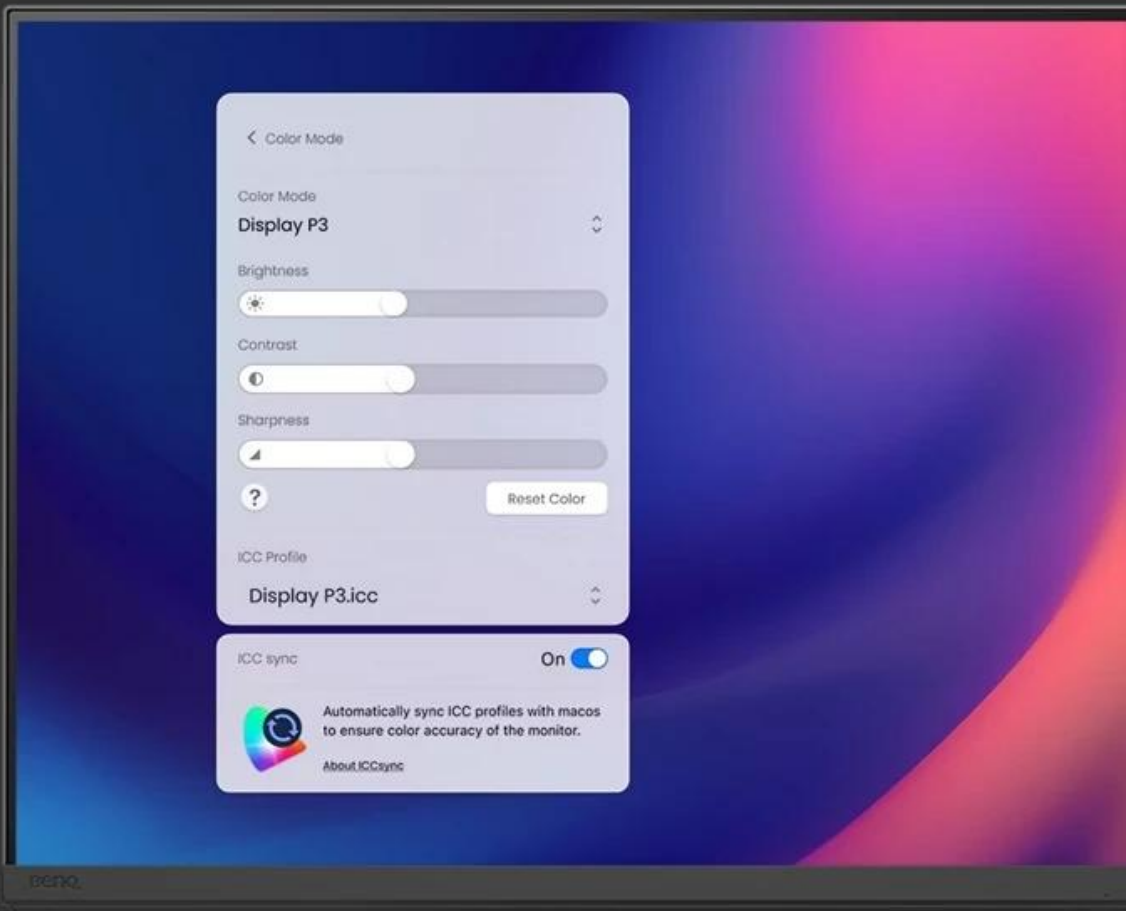 Color Mode
Color Mode
Display P3
Brightness
Contrast
Sharpness
?
Reset Color
ICC Profile
Display P3.icc
ICC sync
On
Automatically sync ICC profiles with macos
to ensure color accuracy of the monitor.
About ICCsync
BenQ